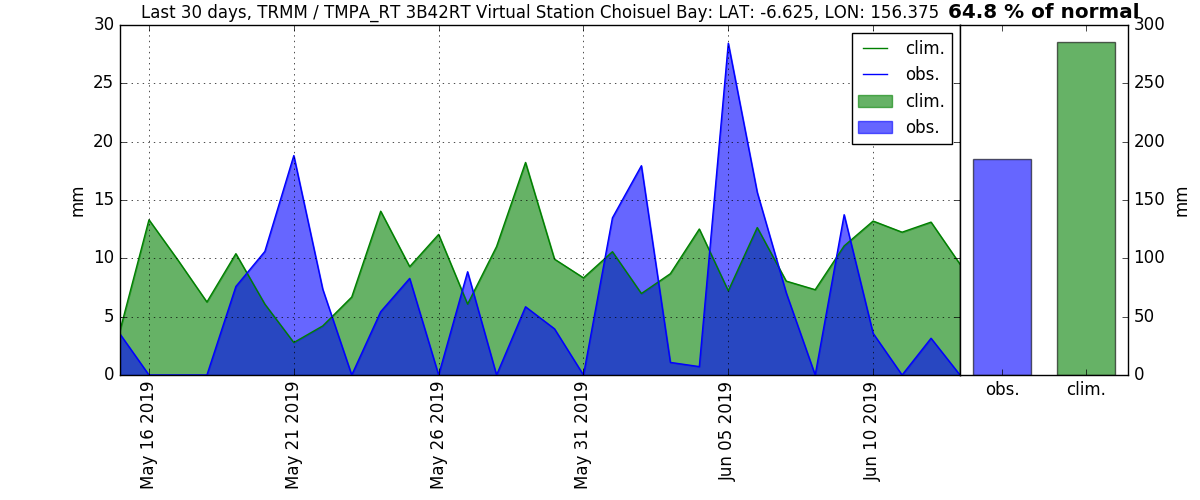 Last 30 days, TRMM / TMPA_RT 3B42RT Virtual Station Choisuel Bay: LAT: -6.625, LON: 156.375 64.8 % of normal
30
25
20
15
10
5
0
mm
clim.
obs.
clim.
obs.
May 16 2019
May 21 2019
May 26 2019
May 31 2019
Jun 05 2019
Jun 10 2019
300
250
200
150
100
50
0
mm
obs. clim.